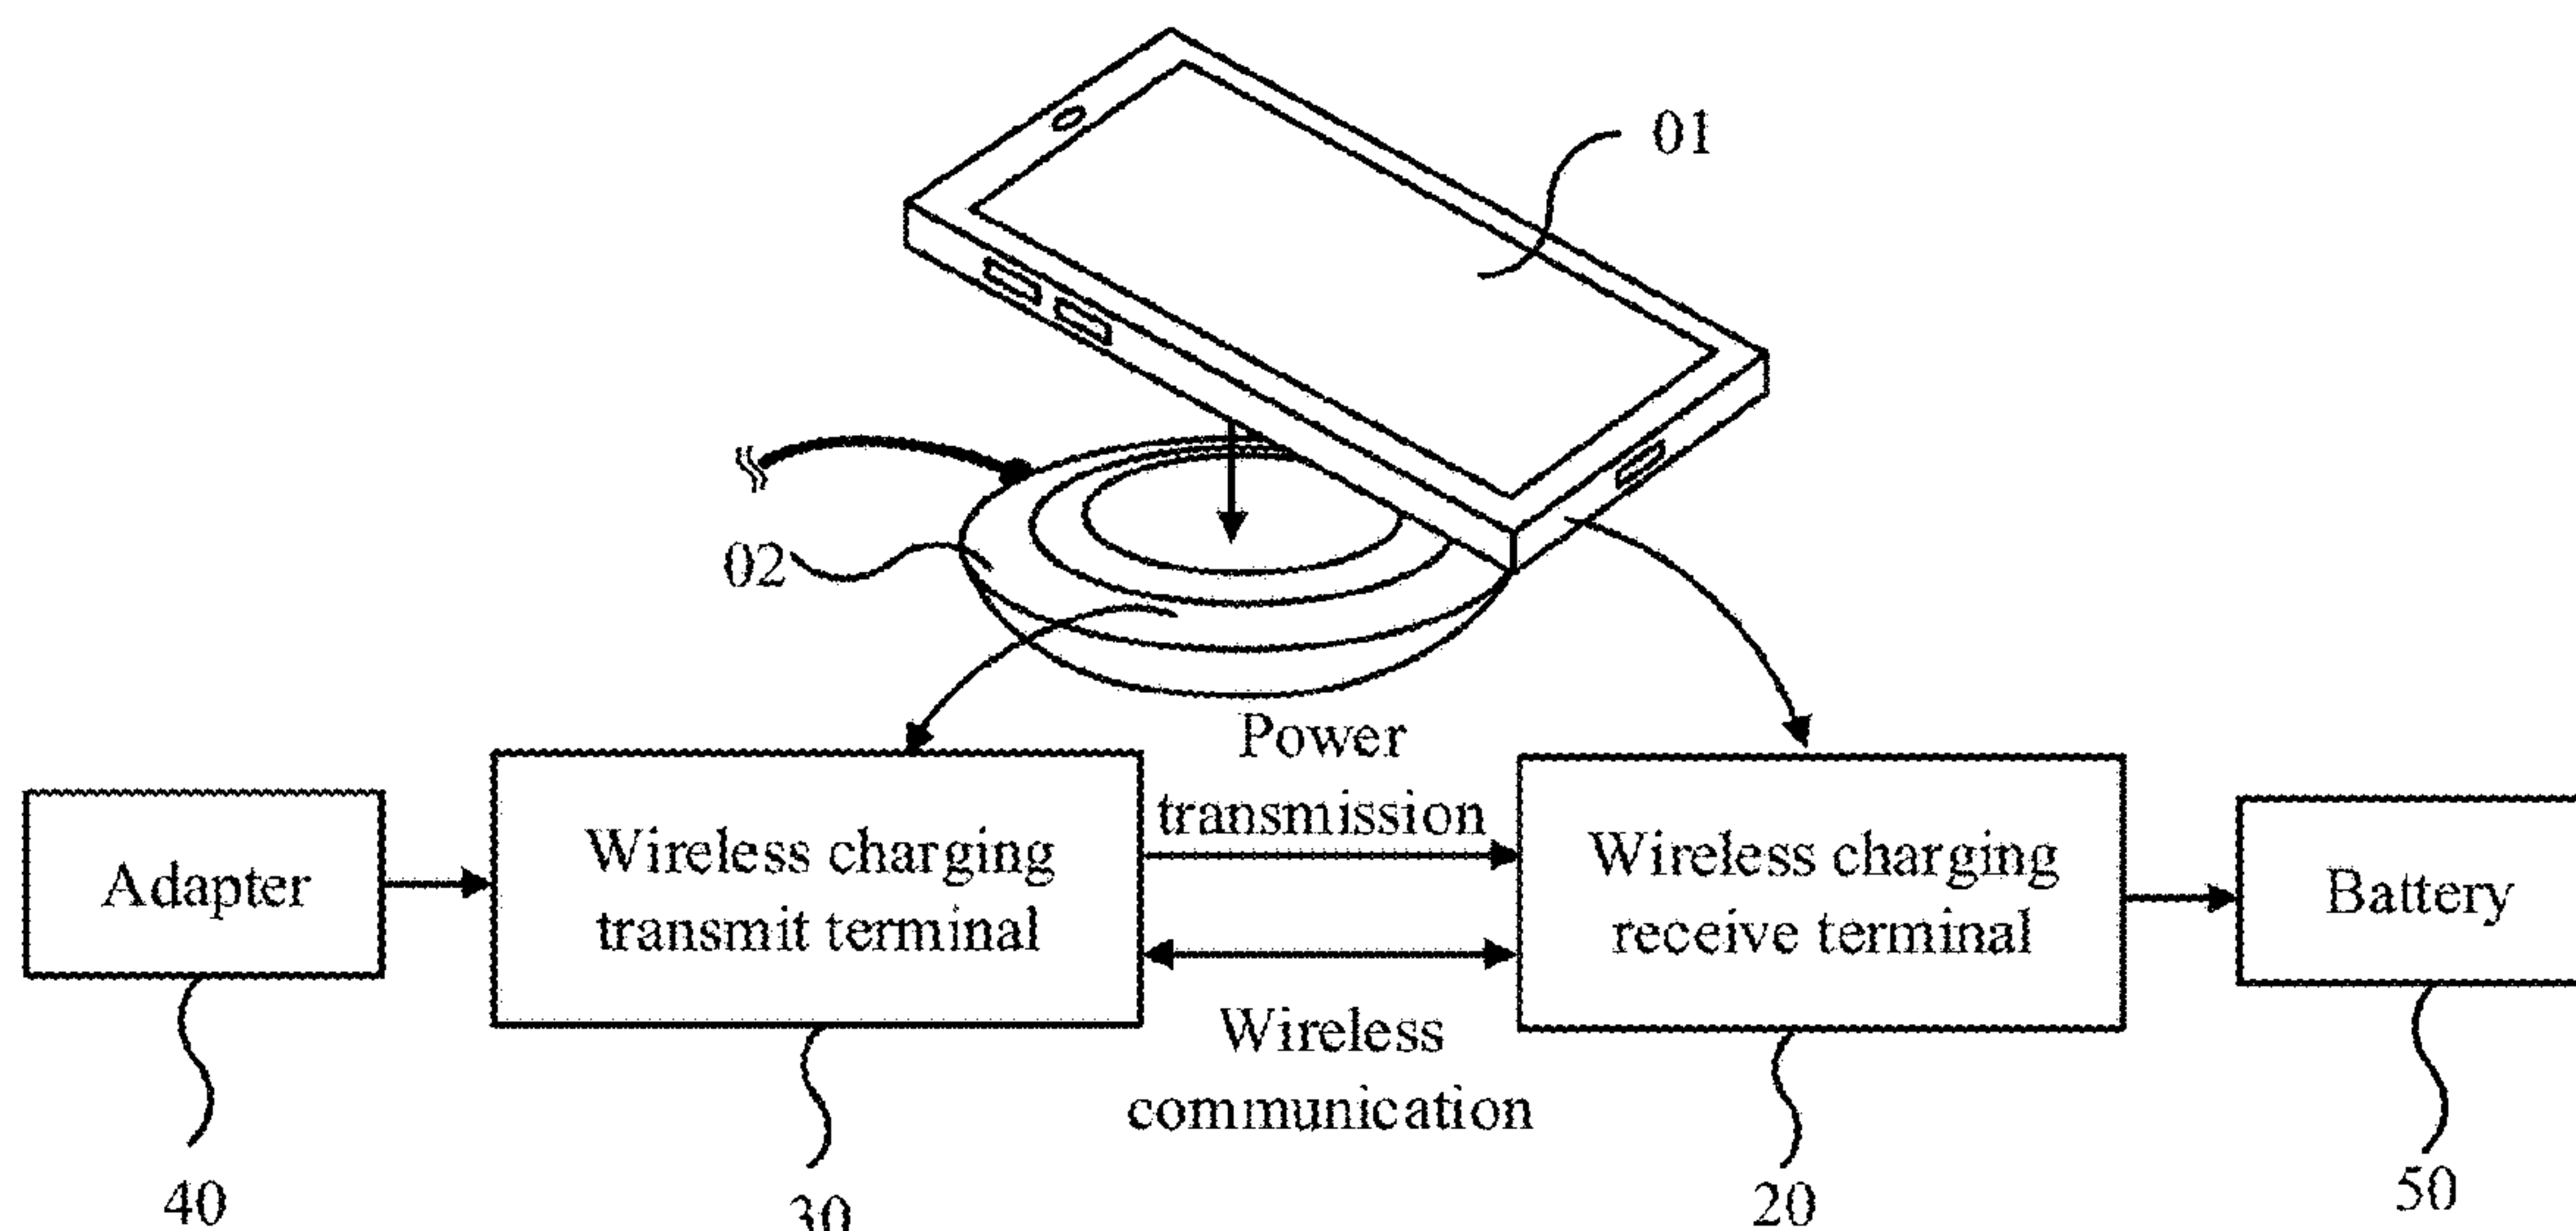 01
02
Power
transmission
Adapter
Wireless charging
transmit terminal
Wireless charging
receive terminal
Battery
Wireless
communication
40
30
20
50